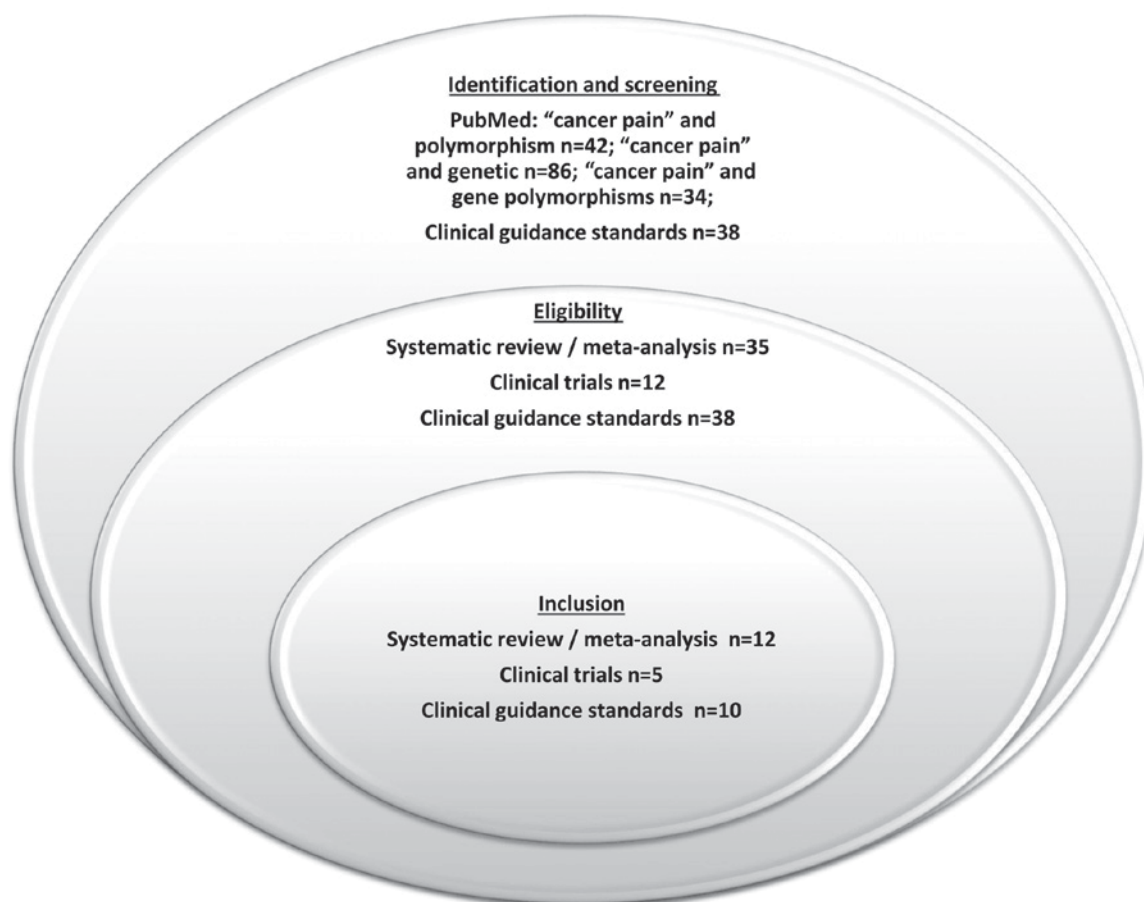 Identification and screening
PubMed: “cancer pain” and
polymorphism n=42; “cancer pain”
and genetic n=86; “cancer pain” and
gene polymorphisms n=34;
Clinical guidance standards n=38
Eligibility
Systematic review / meta-analysis n=35
Clinical trials n=12
Clinical guidance standards n=38
Inclusion
Systematic review / meta-analysis n=12
Clinical trials n=5
Clinical guidance standards n=10